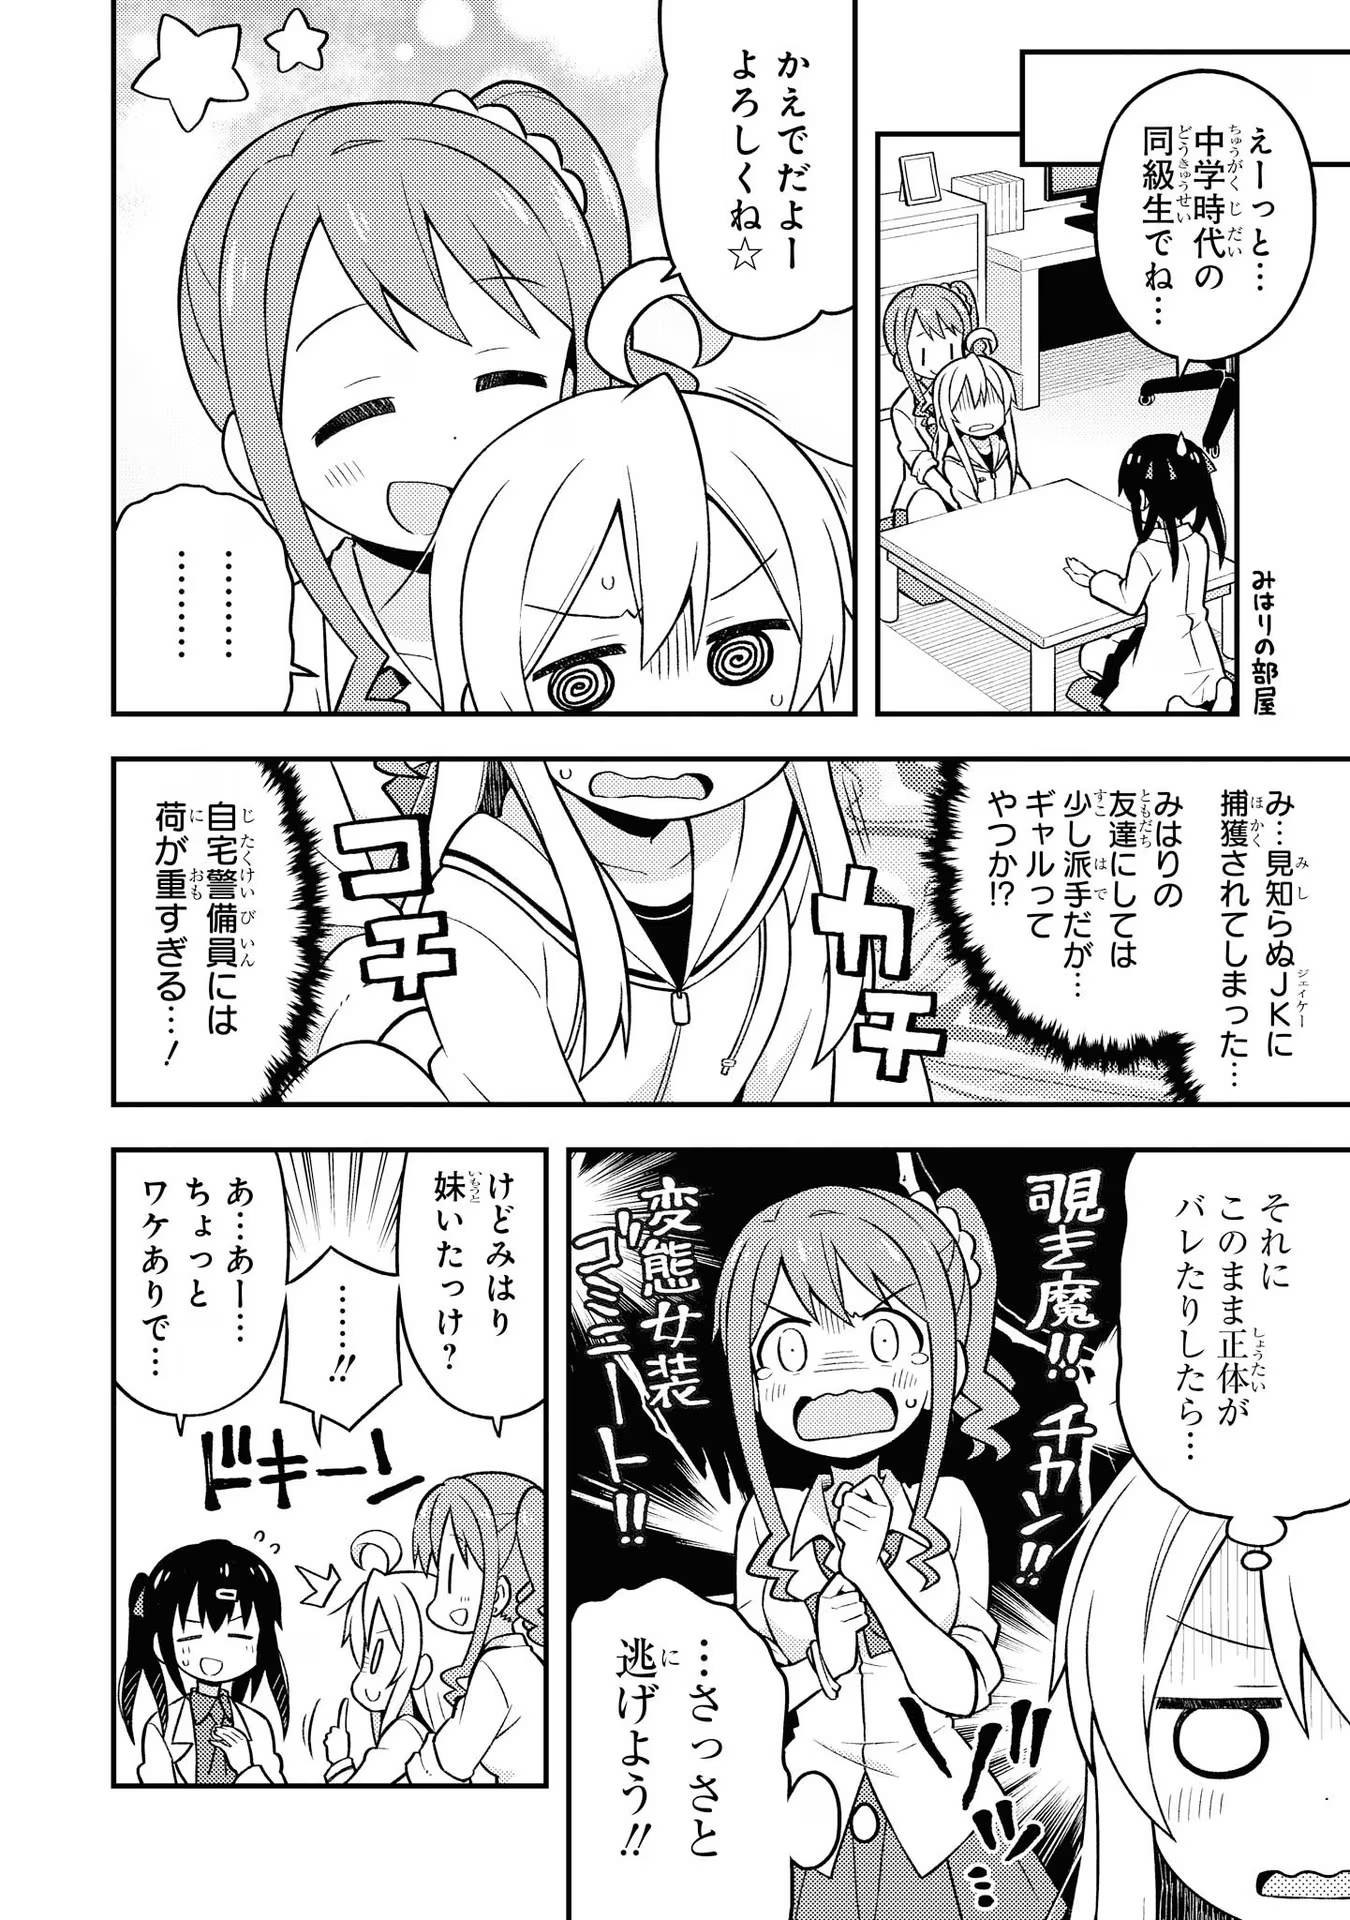 えーっと…
中学時代の
同級生でね…
みはりの部屋
かえでだよー
よろしくね☆
………
………
み…見知らぬJKに
捕獲されてしまった…
みはりの
友達にしては
少し派手だが…
ギャルって
やつか!?
カチ
コチ
自宅警備員には
荷が重すぎる…!
それに
このまま正体が
バレたりしたら…
覗き魔!!
チカン!!
変態女装
ゴミニート!!
…さっさと
逃げよう!!
けどみはり
妹いたっけ?
……!!
あ…あー…
ちょっと
ワケありで…
ドキーン